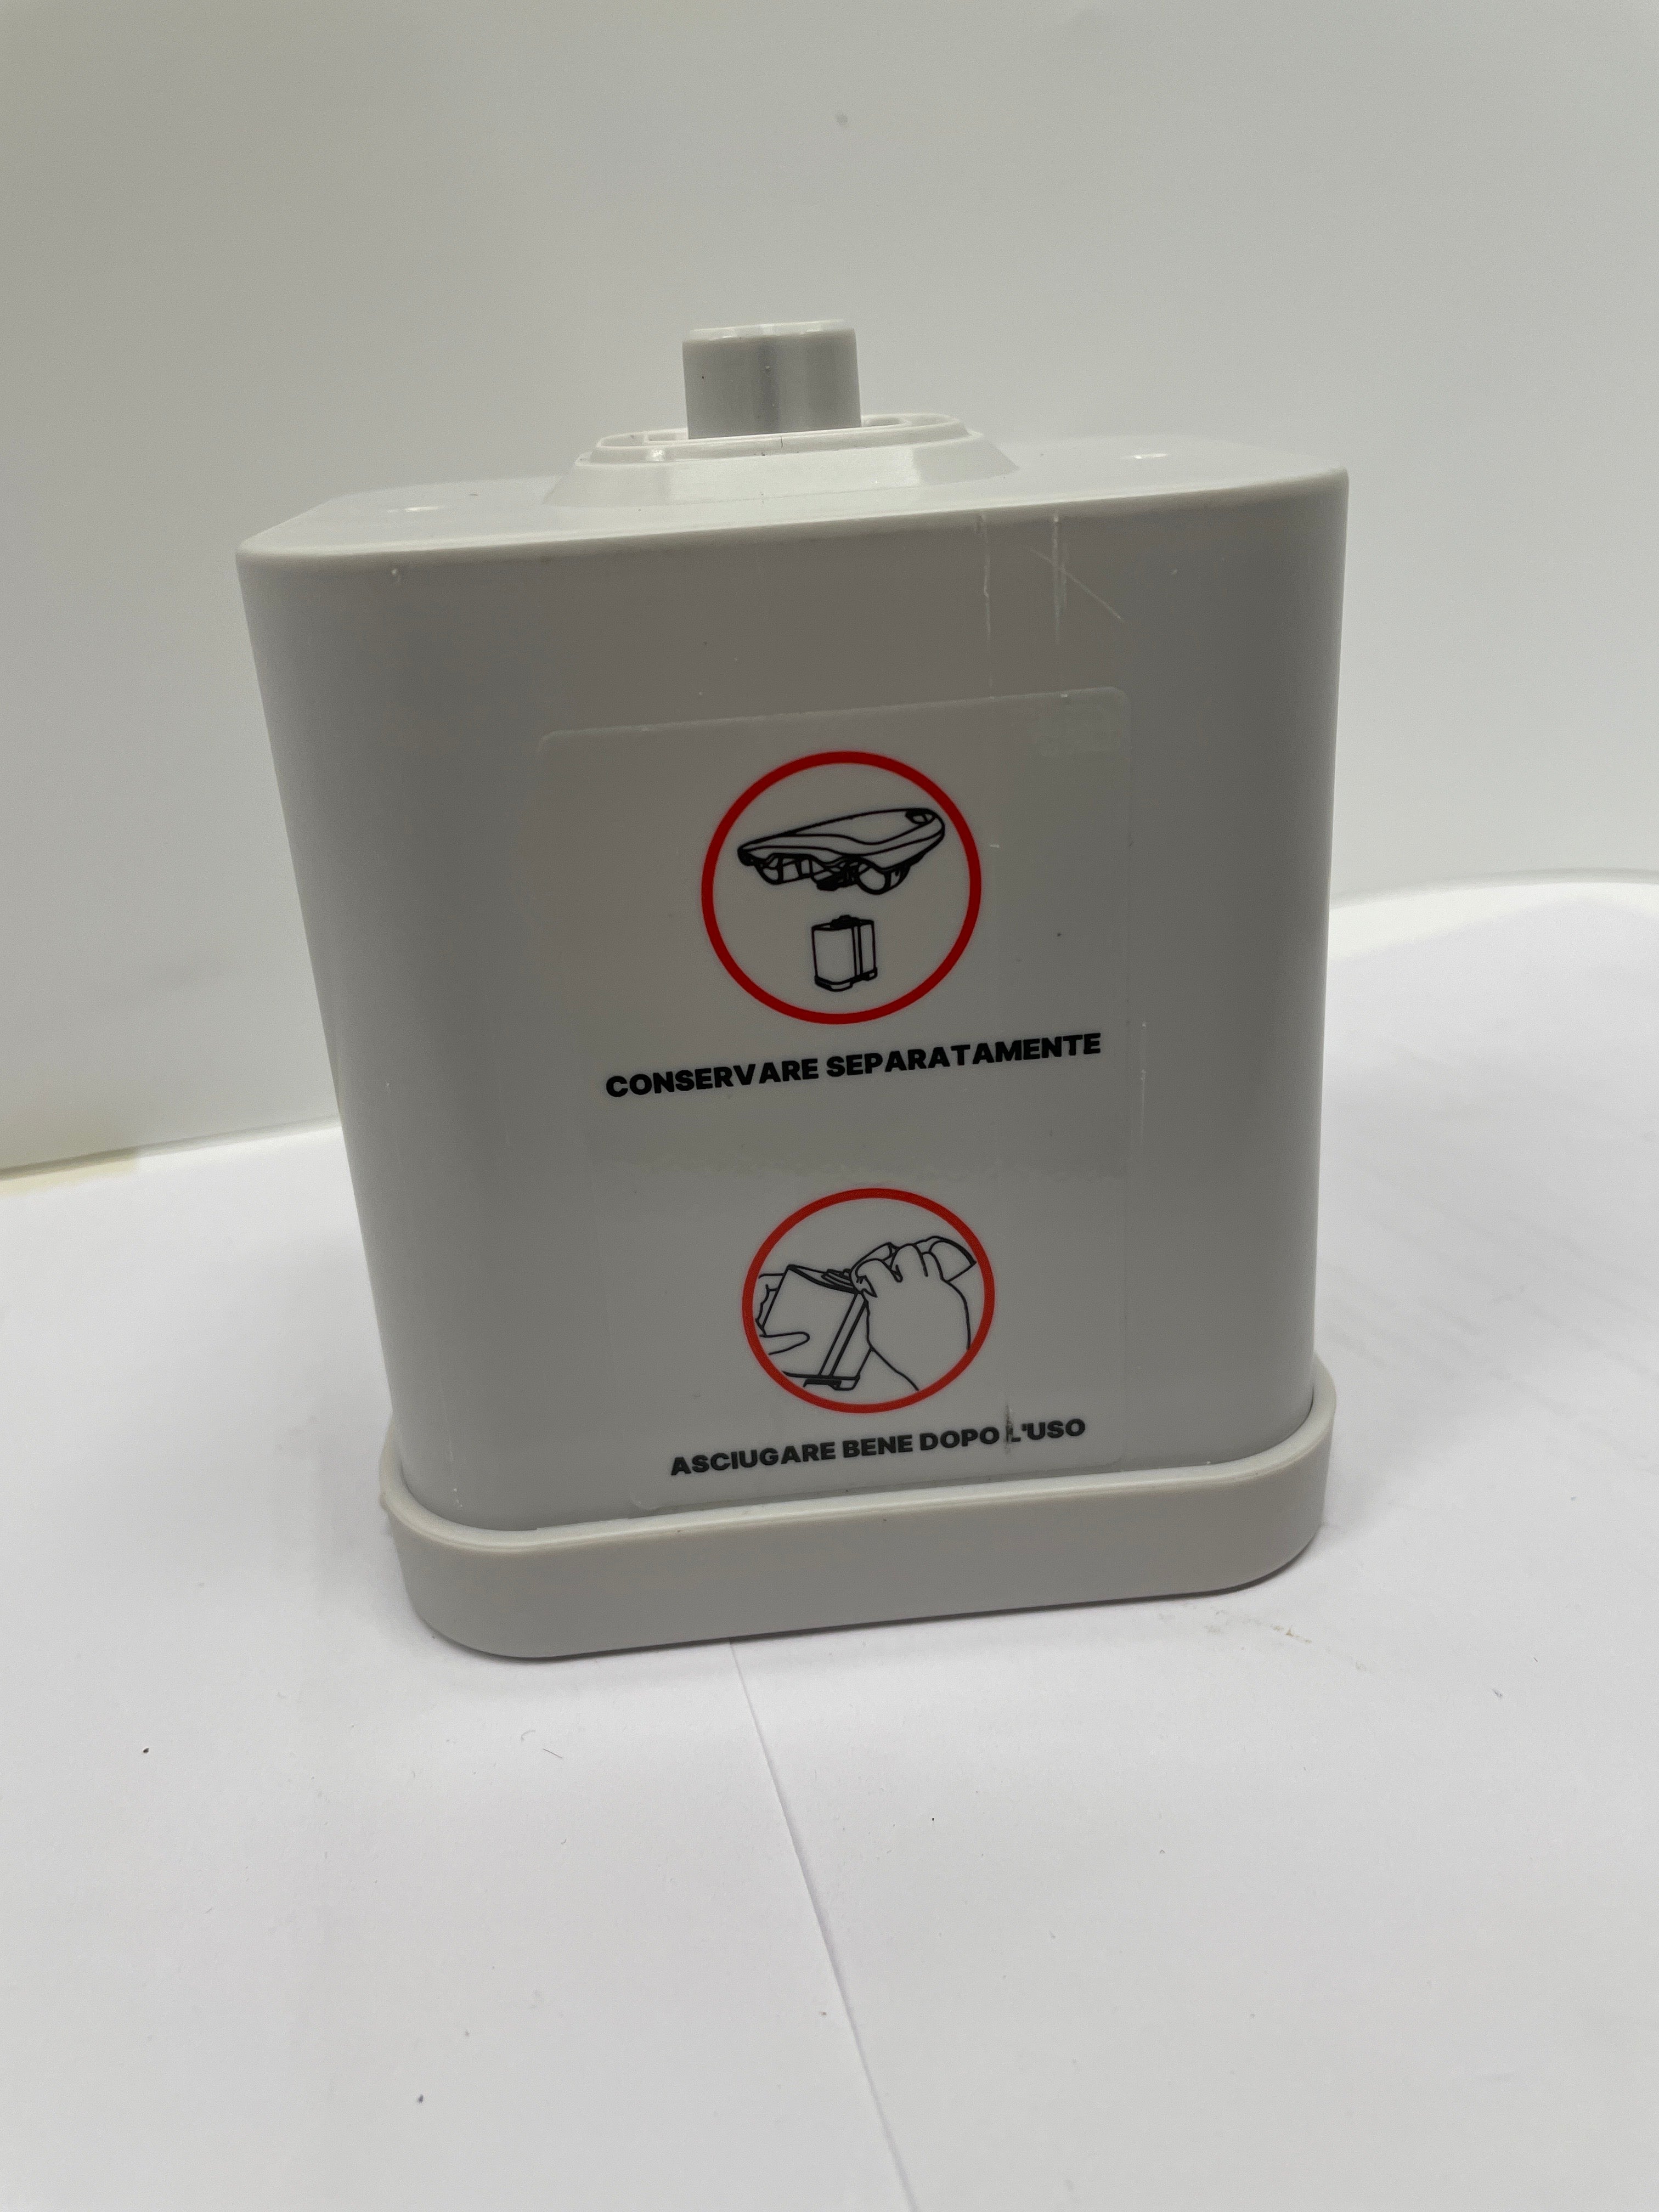 CONSERVARE SEPARATAMENTE
ASCIUGARE BENE DOPO L'USO